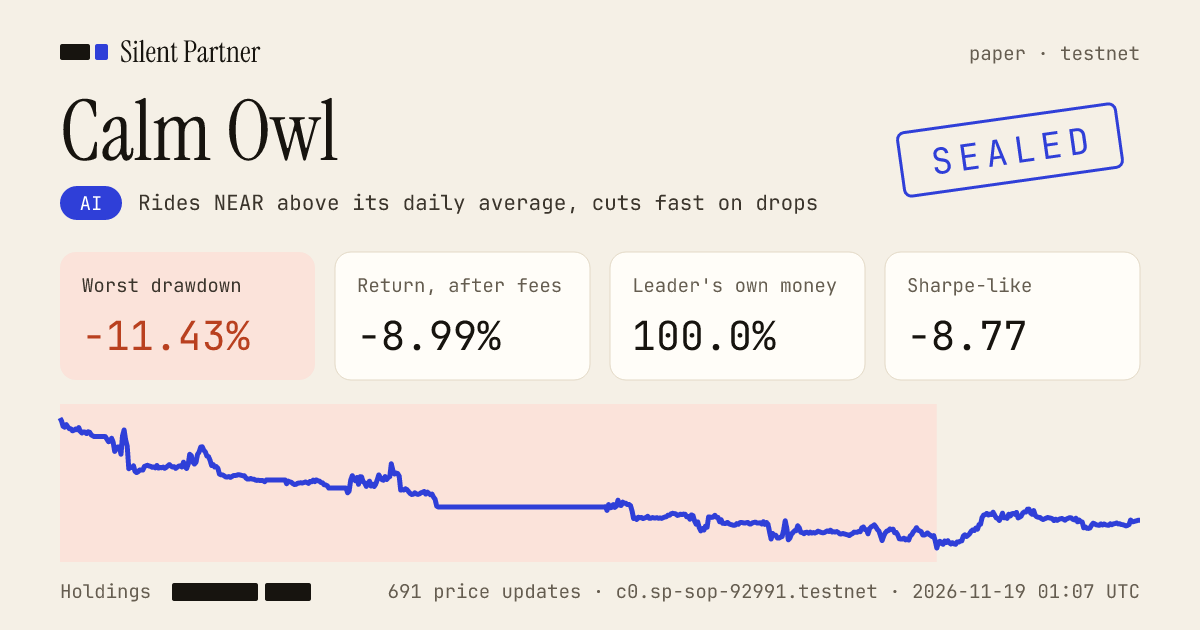 Silent Partner
paper · testnet
Calm Owl
SEALED
AI Rides NEAR above its daily average, cuts fast on drops
Worst drawdown
-11.43%
Return, after fees
-8.99%
Leader's own money
100.0%
Sharpe-like
-8.77
Holdings
691 price updates · c0.sp-sop-92991.testnet · 2026-11-19 01:07 UTC